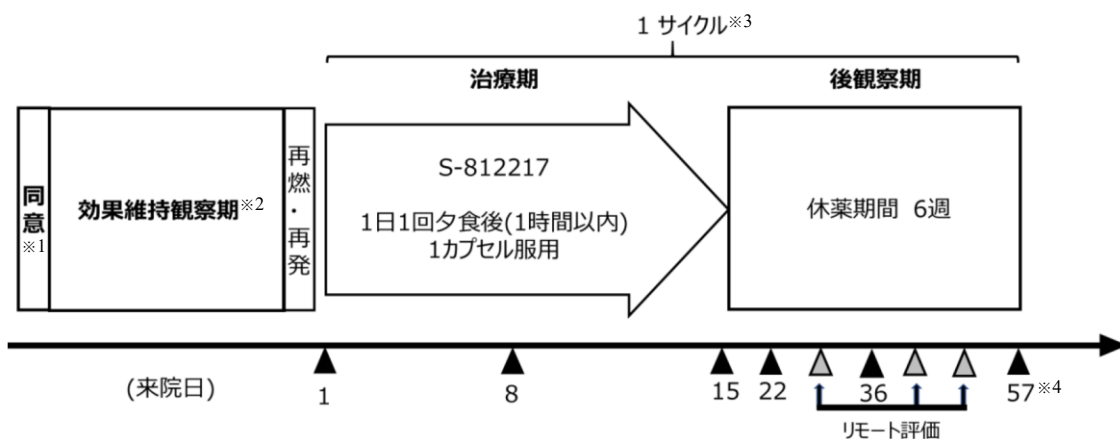 1 サイクル※3
治療期
後観察期
同意
※1
効果維持観察期※2
再燃・再発
S-812217
1日1回夕食後(1時間以内)
1カプセル服用
休薬期間 6週
(来院日)
1
8
15
22
36
57※4
リモート評価